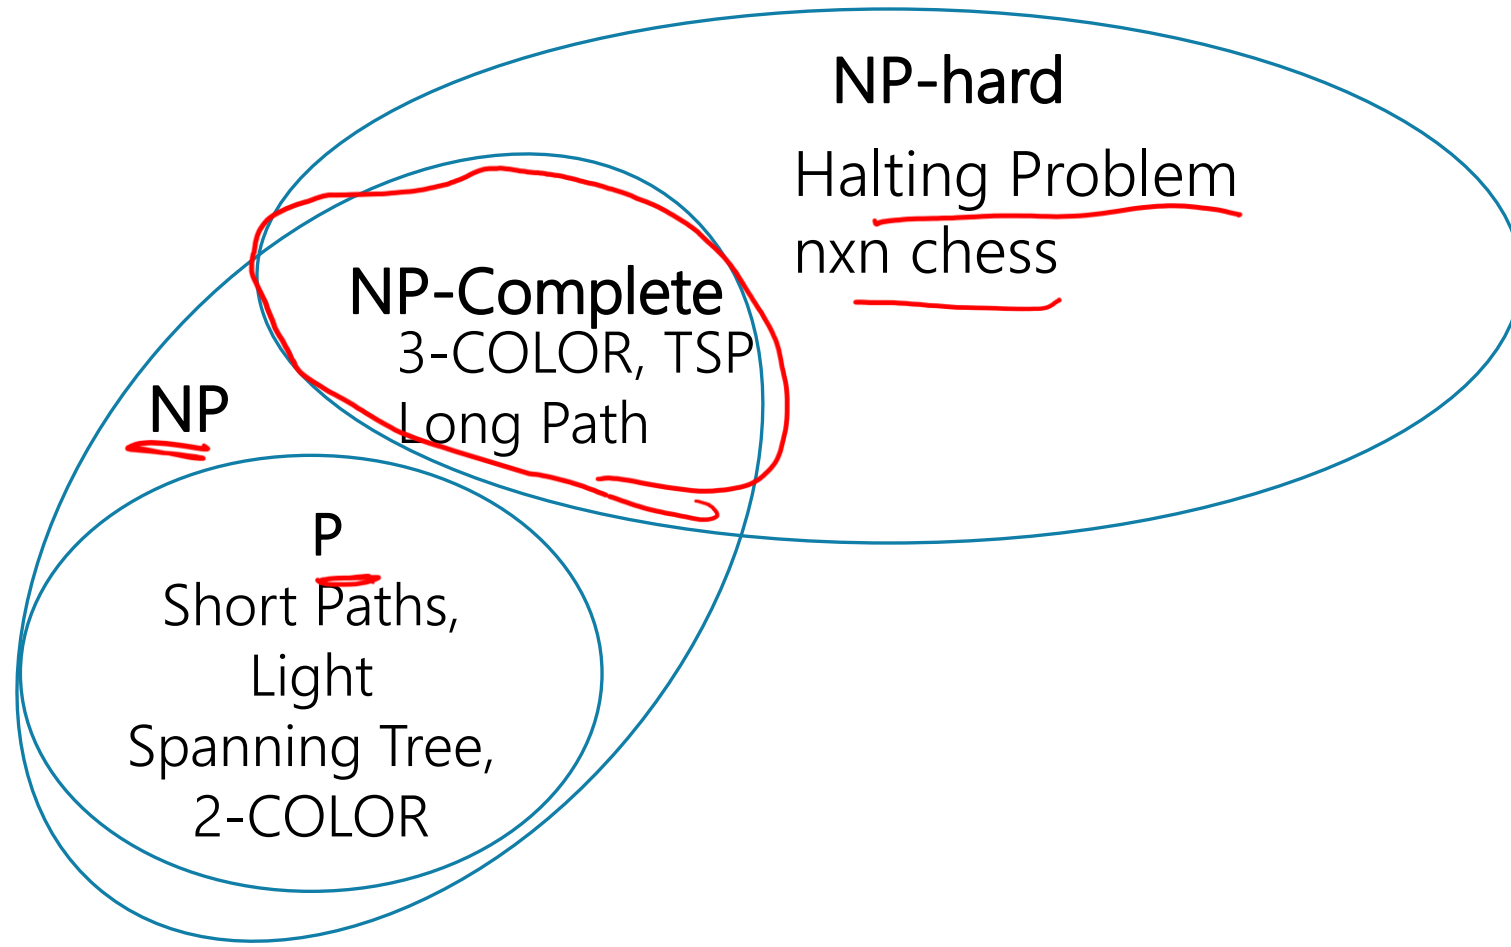 NP-hard
Halting Problem
nxn chess
NP-Complete
3-COLOR, TSP
Long Path
NP
P
Short Paths,
Light
Spanning Tree,
2-COLOR